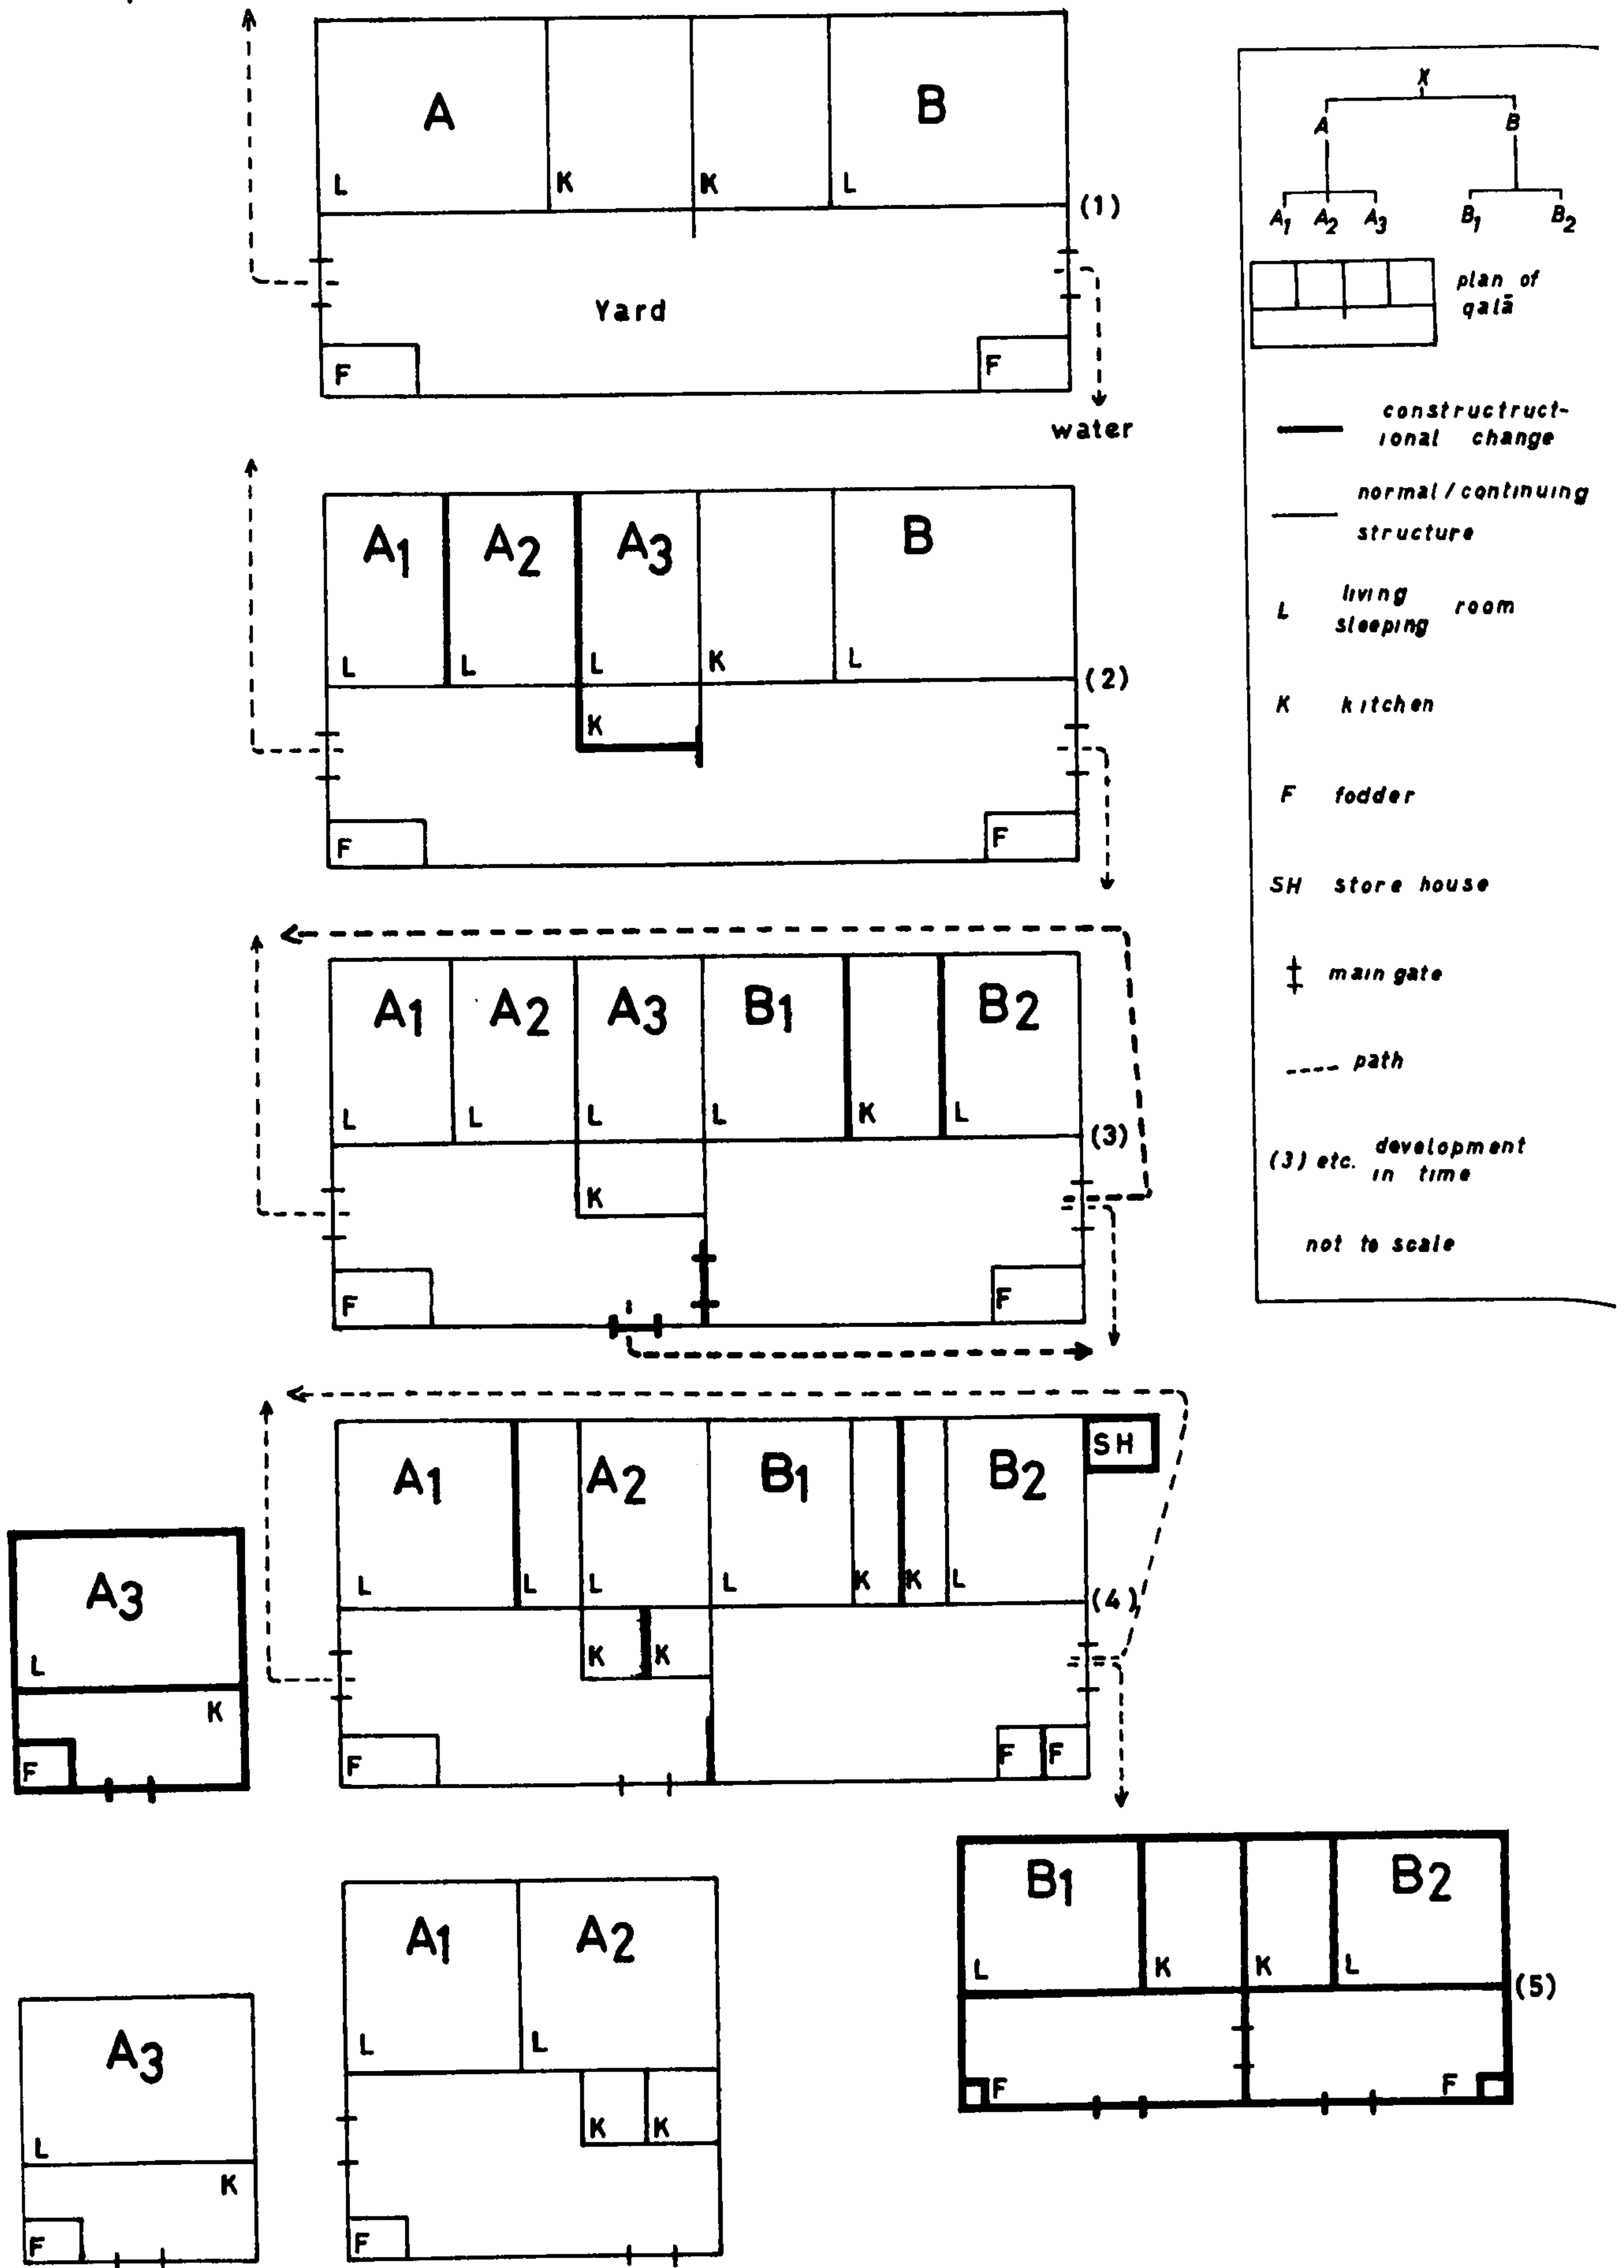 A B
L K K L
(1)
Yard
F F
water
A1 A2 A3 B
L L L K L
(2)
K
F F
A1 A2 A3 B1 B2
L L L L K L
(3)
K
F F
A1 A2 B1 B2 SH
L L L L K K L
(4)
K K
F F F
A3
L
K
F
B1 B2
L K K L
(5)
F F
A1 A2
L L
K K
F
A3
L
K
F
X
A B
A1 A2 A3 B1 B2
plan of
qalā
constructruct-
ional change
normal/continuing
structure
L living room
sleeping
K kitchen
F fodder
SH store house
main gate
path
(3) etc. development
in time
not to scale